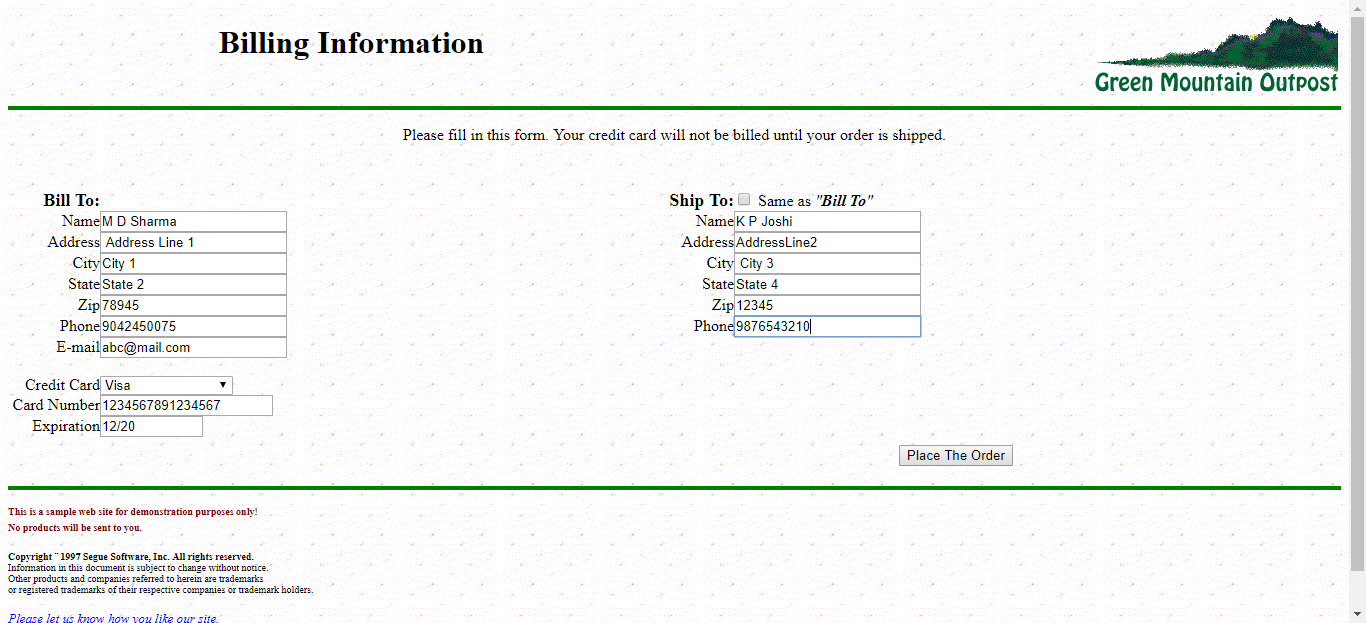 Billing Information
Green Mountain Outpost
Please fill in this form. Your credit card will not be billed until your order is shipped.
Bill To:
Name M D Sharma
Address Address Line 1
City City 1
State State 2
Zip 78945
Phone 9042450075
E-mail abc@mail.com
Credit Card Visa
Card Number 1234567891234567
Expiration 12/20
Ship To: Same as "Bill To"
Name K P Joshi
Address AddressLine2
City City 3
State State 4
Zip 12345
Phone 9876543210
Place The Order
This is a sample web site for demonstration purposes only!
No products will be sent to you.
Copyright ¨ 1997 Segue Software, Inc. All rights reserved.
Information in this document is subject to change without notice.
Other products and companies referred to herein are trademarks
or registered trademarks of their respective companies or trademark holders.
Please let us know how you like our site.